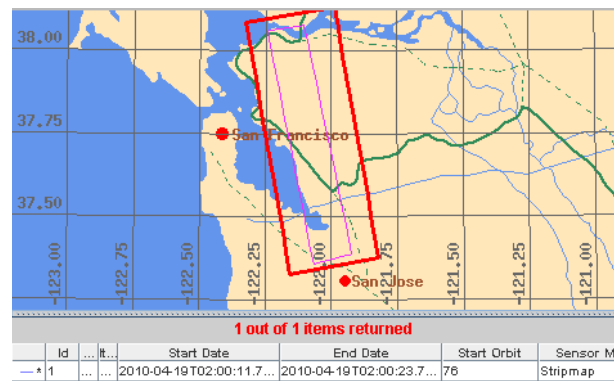 38.00
San Francisco
37.75
37.50
-123.00
-122.75
-122.50
-122.25
-122.00
-121.75
-121.50
-121.25
-121.00
San Jose
1 out of 1 items returned
Id ... It... Start Date End Date Start Orbit Sensor M
* 1 ... ... 2010-04-19T02:00:11.7... 2010-04-19T02:00:23.7... 76 Stripmap